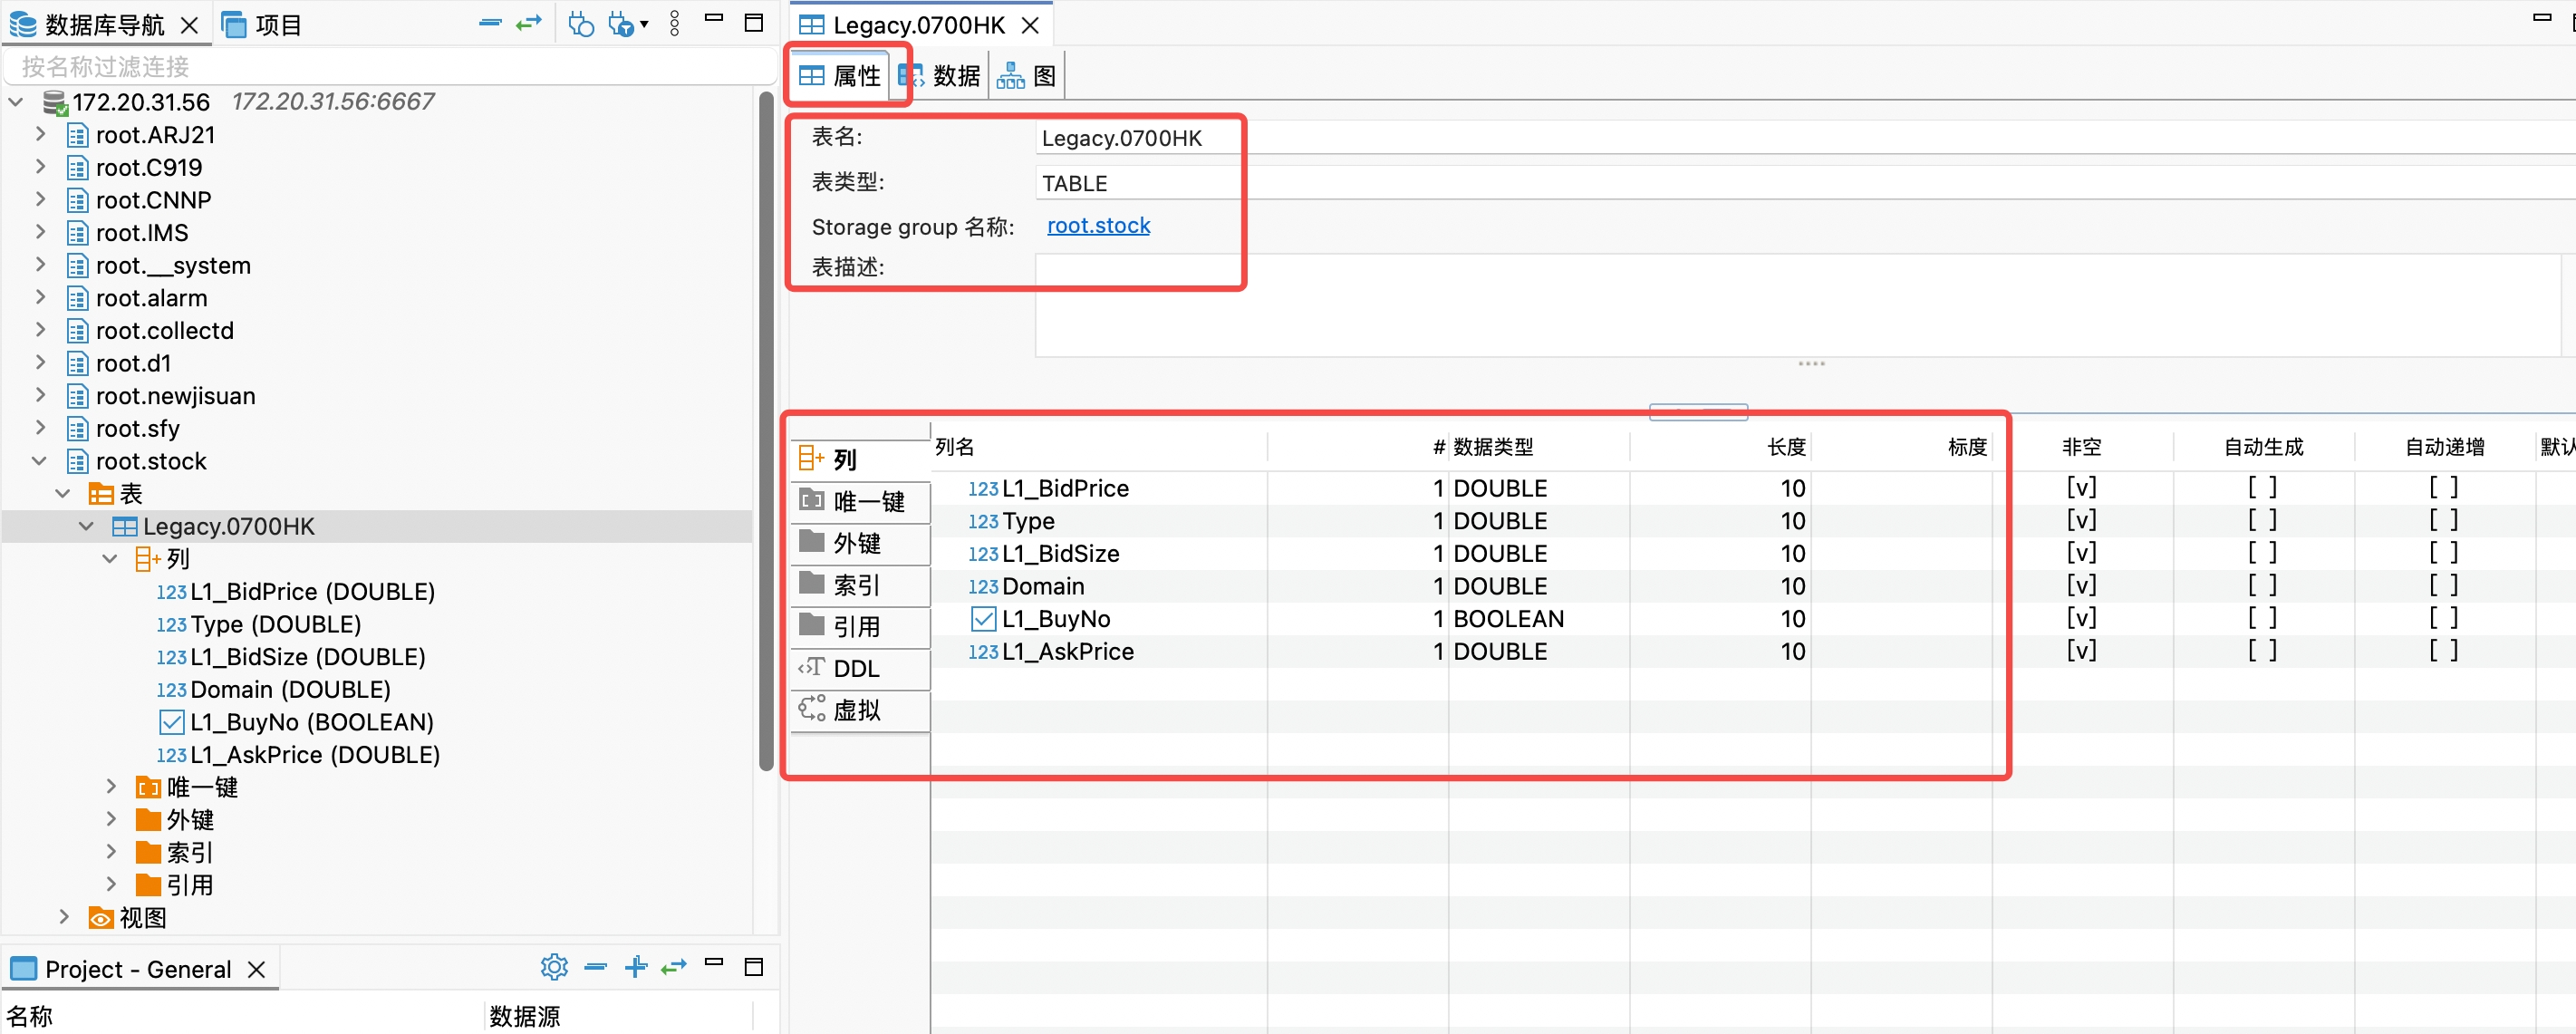 数据库导航
项目
按名称过滤连接
172.20.31.56 172.20.31.56:6667
root.ARJ21
root.C919
root.CNNP
root.IMS
root.__system
root.alarm
root.collectd
root.d1
root.newjisuan
root.sfy
root.stock
表
Legacy.0700HK
列
123 L1_BidPrice (DOUBLE)
123 Type (DOUBLE)
123 L1_BidSize (DOUBLE)
123 Domain (DOUBLE)
L1_BuyNo (BOOLEAN)
123 L1_AskPrice (DOUBLE)
唯一键
外键
索引
引用
视图
Project - General
名称 数据源
Legacy.0700HK
属性 数据 图
表名: Legacy.0700HK
表类型: TABLE
Storage group 名称: root.stock
表描述:
列
唯一键
外键
索引
引用
DDL
虚拟
列名 # 数据类型 长度 标度 非空 自动生成 自动递增 默认
123 L1_BidPrice 1 DOUBLE 10 [v] [ ] [ ]
123 Type 1 DOUBLE 10 [v] [ ] [ ]
123 L1_BidSize 1 DOUBLE 10 [v] [ ] [ ]
123 Domain 1 DOUBLE 10 [v] [ ] [ ]
L1_BuyNo 1 BOOLEAN 10 [v] [ ] [ ]
123 L1_AskPrice 1 DOUBLE 10 [v] [ ] [ ]